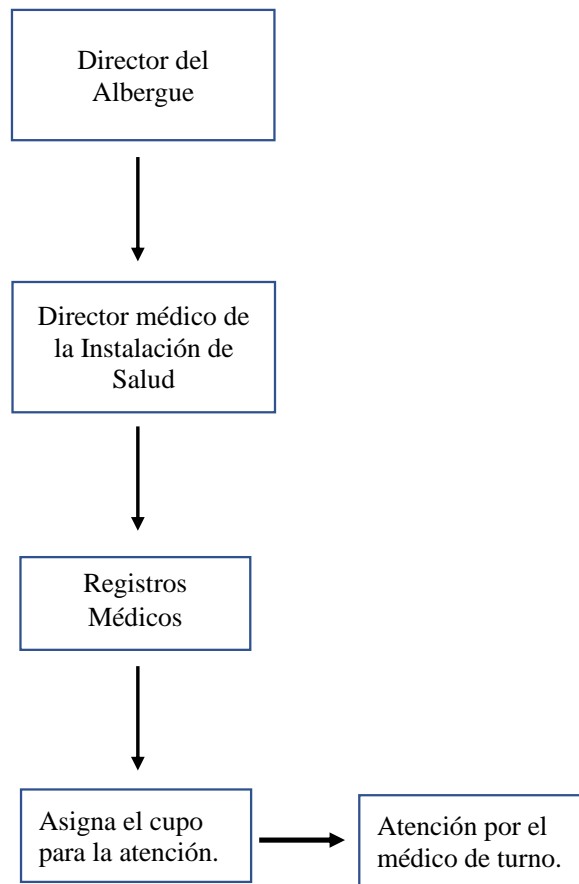 Director del
Albergue
Director médico de
la Instalación de
Salud
Registros
Médicos
Asigna el cupo
para la atención.
Atención por el
médico de turno.